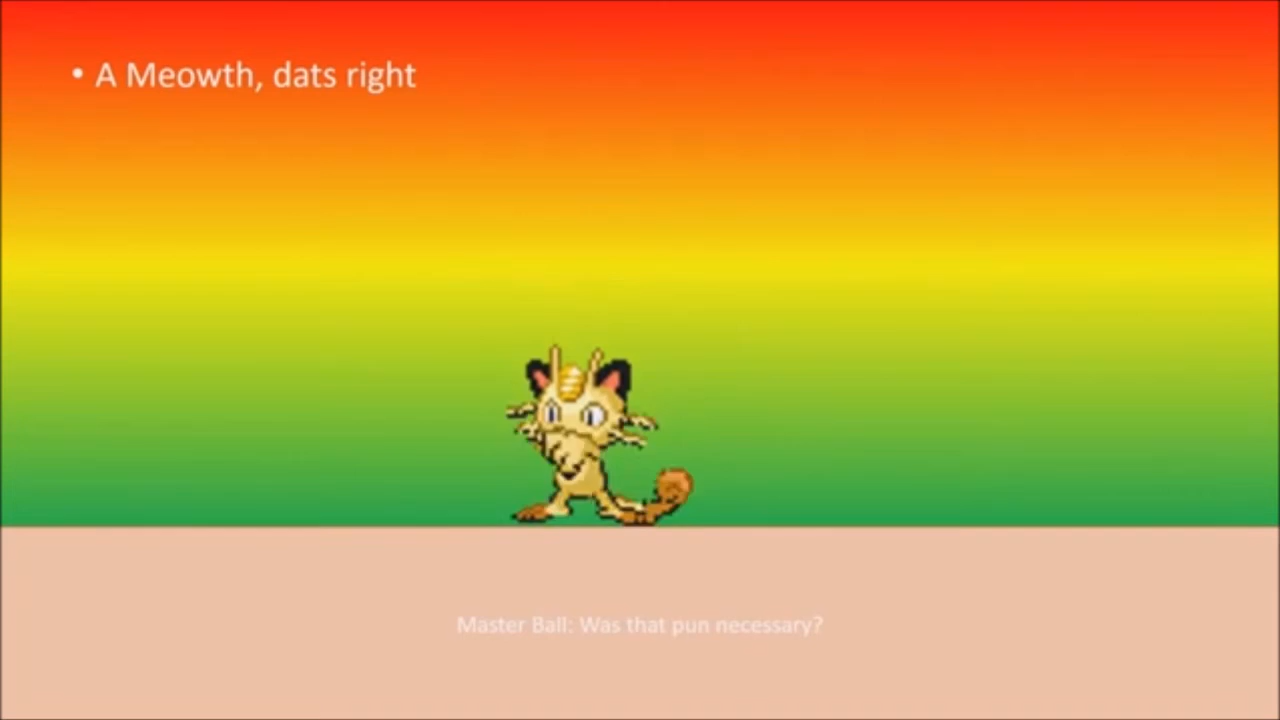 • A Meowth, dats right
Master Ball: Was that pun necessary?